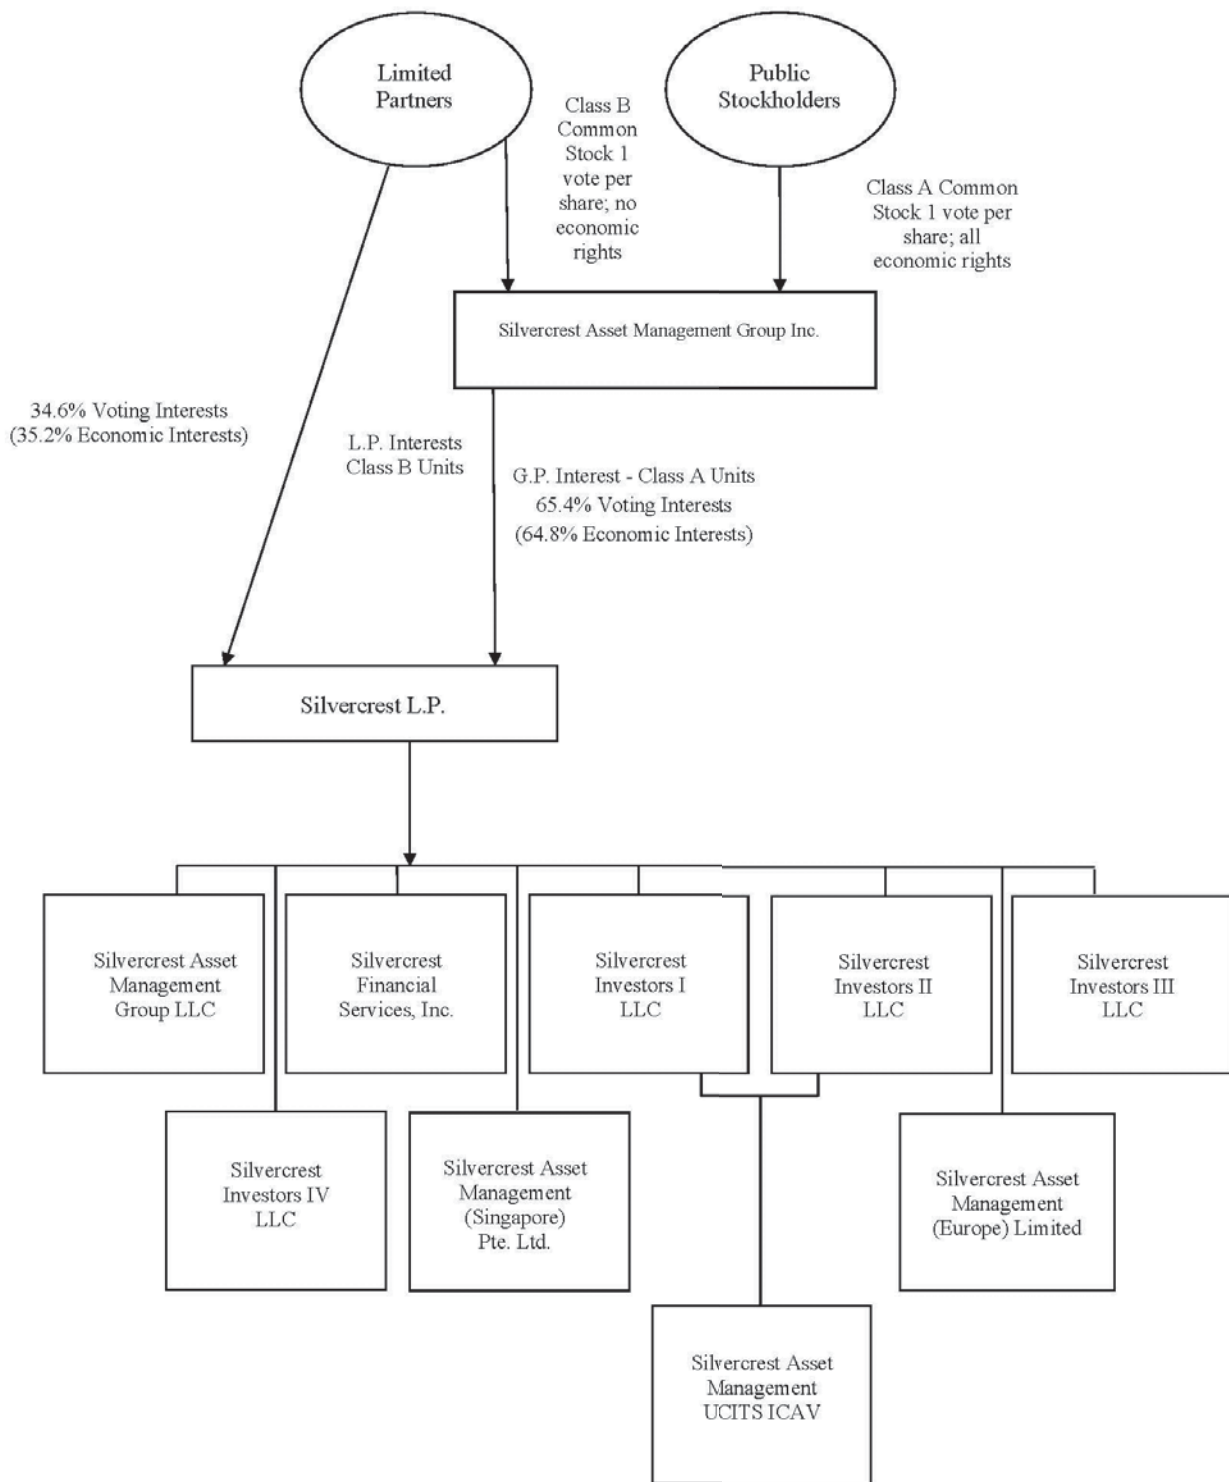 Limited
Partners
Public
Stockholders
Class B
Common
Stock 1
vote per
share; no
economic
rights
Class A Common
Stock 1 vote per
share; all
economic rights
Silvercrest Asset Management Group Inc.
34.6% Voting Interests
(35.2% Economic Interests)
L.P. Interests
Class B Units
G.P. Interest - Class A Units
65.4% Voting Interests
(64.8% Economic Interests)
Silvercrest L.P.
Silvercrest Asset
Management
Group LLC
Silvercrest
Financial
Services, Inc.
Silvercrest
Investors I
LLC
Silvercrest
Investors II
LLC
Silvercrest
Investors III
LLC
Silvercrest
Investors IV
LLC
Silvercrest Asset
Management
(Singapore)
Pte. Ltd.
Silvercrest Asset
Management
(Europe) Limited
Silvercrest Asset
Management
UCITS ICAV